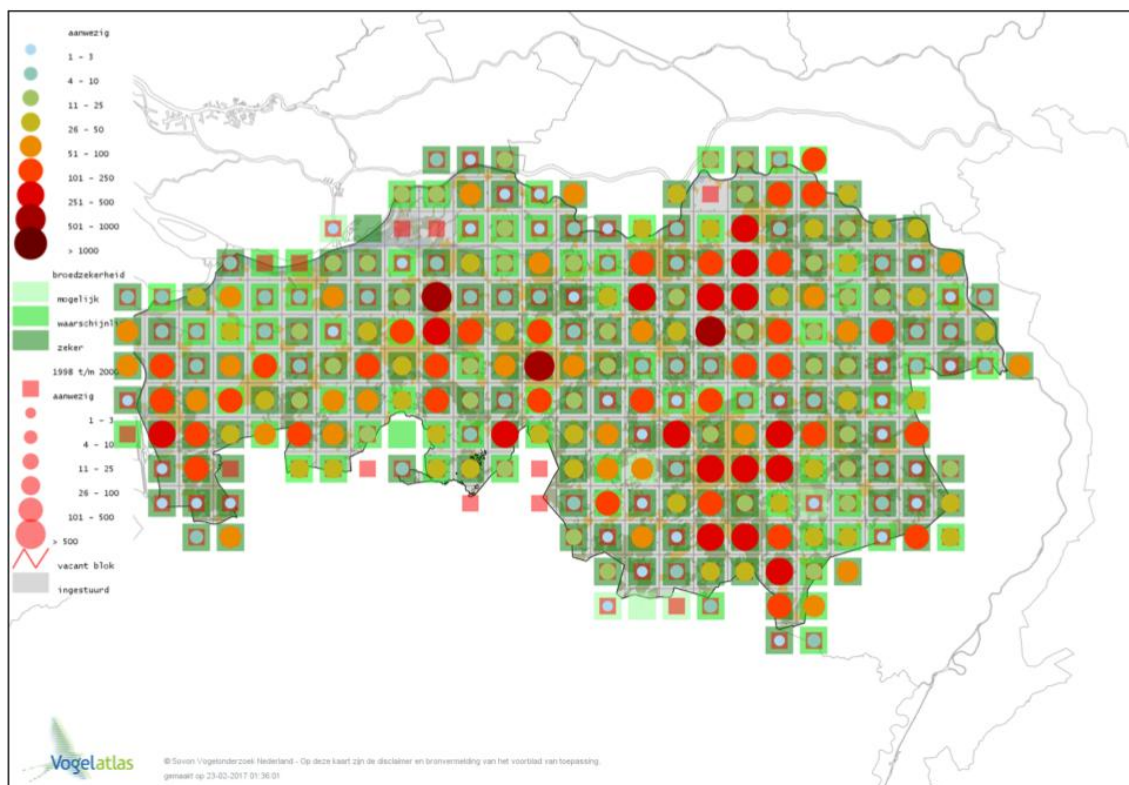 aanwezig
1 - 3
4 - 10
11 - 25
26 - 50
51 - 100
101 - 250
251 - 500
501 - 1000
> 1000
broedzekerheid
mogelijk
waarschijnli
zeker
1998 t/m 2000
aanwezig
1 - 3
4 - 10
11 - 25
26 - 100
101 - 500
> 500
vacant blok
ingestuurd
Vogelatlas
© Sovon Vogelonderzoek Nederland - Op deze kaart zijn de disclaimer en bronvermelding van het voorblad van toepassing.
gemaakt op 23-02-2017 01:36:01